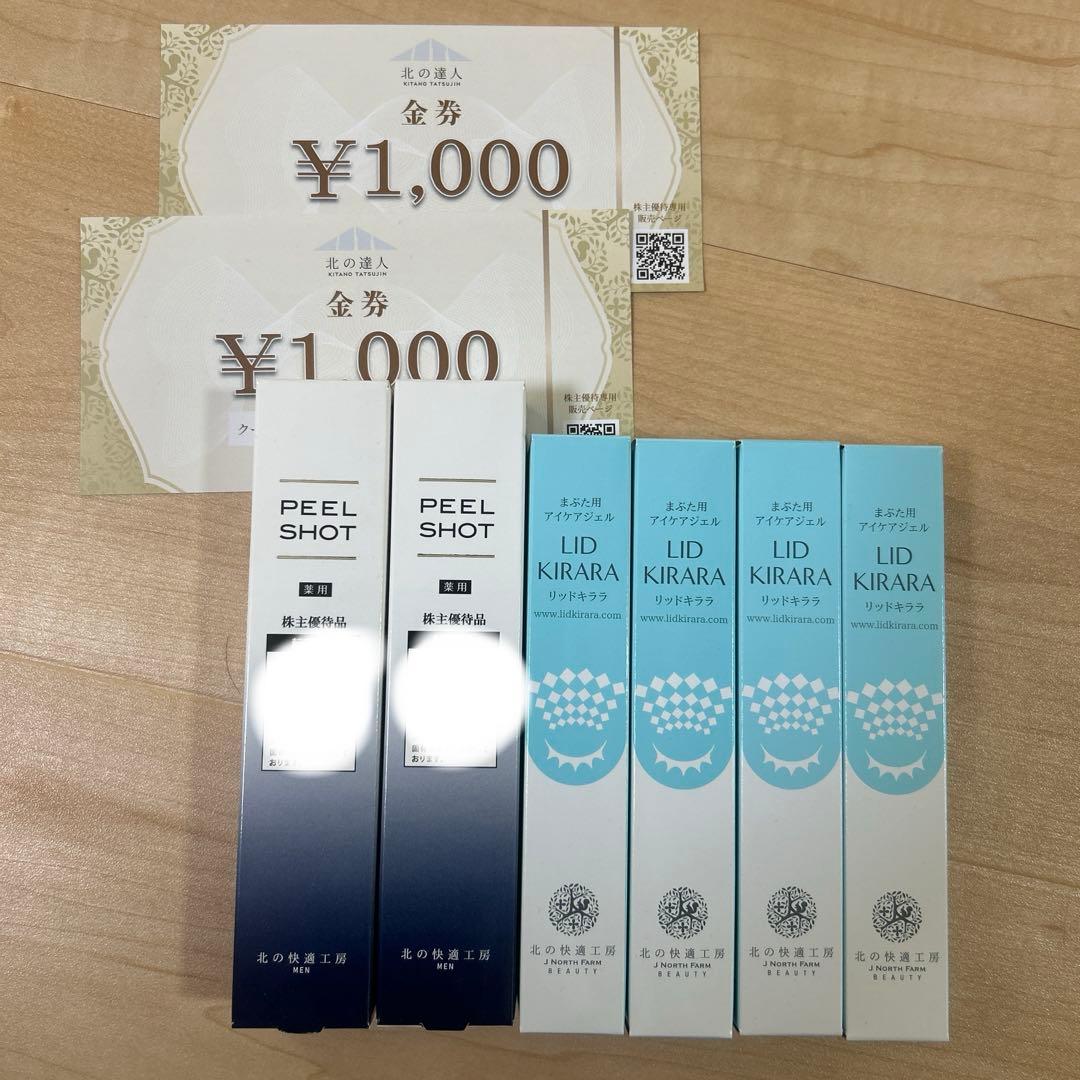 北の達人
KITANO TATSUJIN
金券
¥1,000
株主優待専用
販売ページ
北の達人
KITANO TATSUJIN
金券
¥1,000
株主優待専用
販売ページ
ク
PEEL
SHOT
薬用
株主優待品
おります
北の快適工房
MEN
PEEL
SHOT
薬用
株主優待品
おります
北の快適工房
MEN
まぶた用
アイケアジェル
LID
KIRARA
リッドキララ
www.lidkirara.com
北の快適工房
J NORTH FARM
BEAUTY
まぶた用
アイケアジェル
LID
KIRARA
リッドキララ
www.lidkirara.com
北の快適工房
J NORTH FARM
BEAUTY
まぶた用
アイケアジェル
LID
KIRARA
リッドキララ
www.lidkirara.com
北の快適工房
J NORTH FARM
BEAUTY
まぶた用
アイケアジェル
LID
KIRARA
リッドキララ
www.lidkirara.com
北の快適工房
J NORTH FARM
BEAUTY